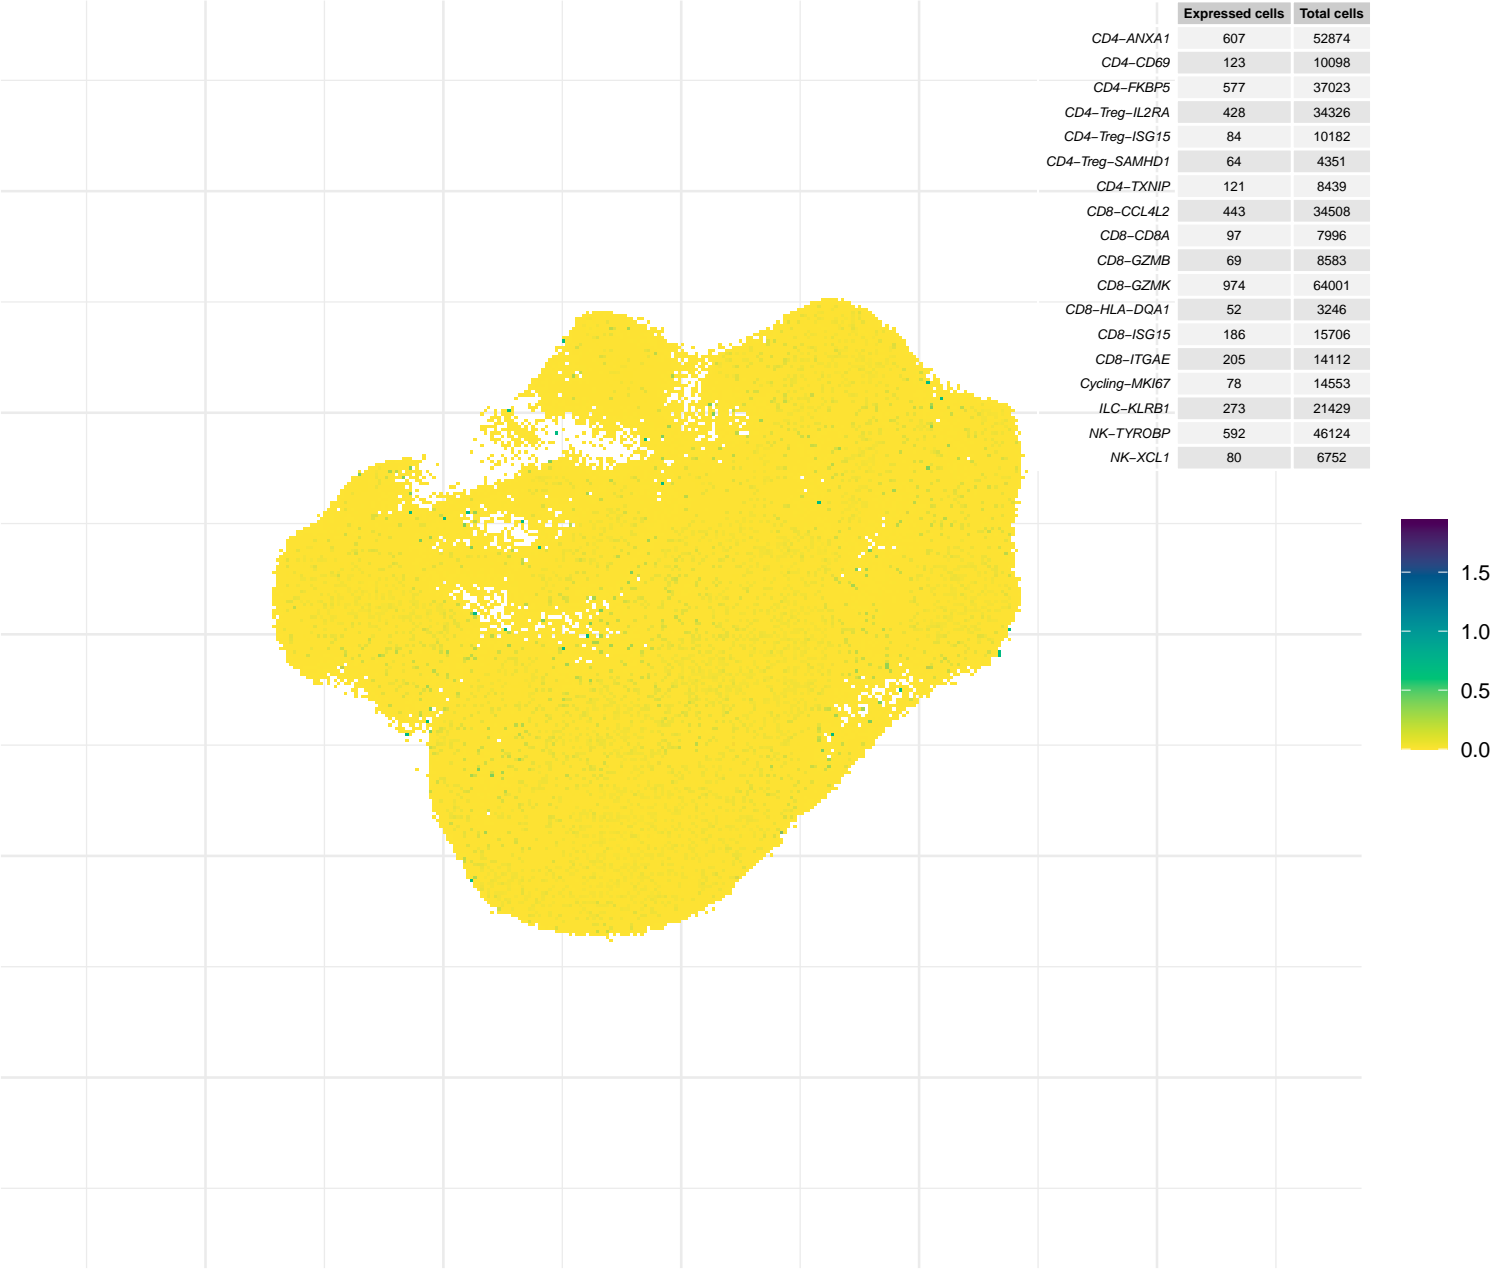 Expressed cells Total cells
CD4−ANXA1 607 52874
CD4−CD69 123 10098
CD4−FKBP5 577 37023
CD4−Treg−IL2RA 428 34326
CD4−Treg−ISG15 84 10182
CD4−Treg−SAMHD1 64 4351
CD4−TXNIP 121 8439
CD8−CCL4L2 443 34508
CD8−CD8A 97 7996
CD8−GZMB 69 8583
CD8−GZMK 974 64001
CD8−HLA−DQA1 52 3246
CD8−ISG15 186 15706
CD8−ITGAE 205 14112
Cycling−MKI67 78 14553
ILC−KLRB1 273 21429
NK−TYROBP 592 46124
NK−XCL1 80 6752
1.5
1.0
0.5
0.0